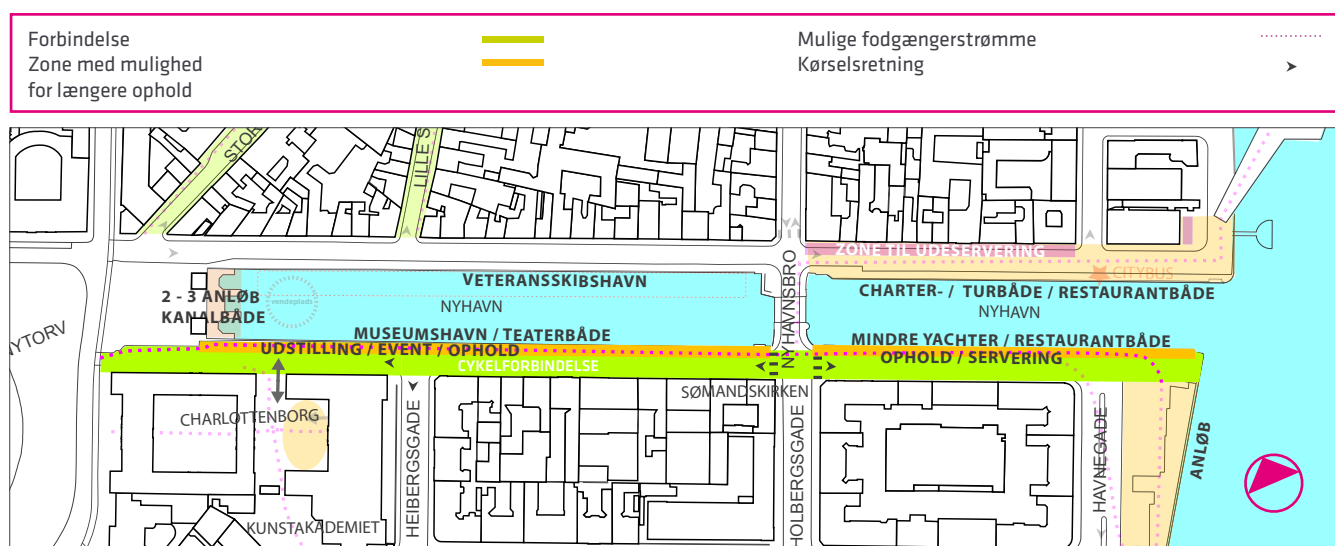 Forbindelse
Zone med mulighed
for længere ophold
Mulige fodgængerstrømme
Kørselsretning
STOR
LILLE S
NYHAVNSBRO
ZONE TIL UDESERVERING
CITYBUS
VETERANSSKIBSHAVN
2 - 3 ANLØB
KANALBÅDE
vendeplads
NYHAVN
CHARTER- / TURBÅDE / RESTAURANTBÅDE
NYHAVN
NYTORV
MUSEUMSHAVN / TEATERBÅDE
UDSTILLING / EVENT / OPHOLD
CYKELFORBINDELSE
MINDRE YACHTER / RESTAURANTBÅDE
OPHOLD / SERVERING
SØMANDSKIRKEN
CHARLOTTENBORG
HEIBERGSGADE
HOLBERGSGADE
HAVNEGADE
ANLØB
KUNSTAKADEMIET